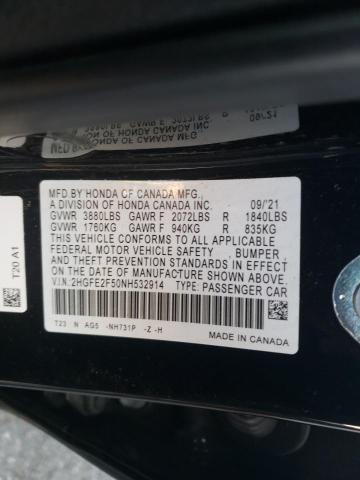 MFD BY HONDA OF CANADA MFG.
A DIVISION OF HONDA CANADA INC. 09/21
GVWR 3880LBS GAWR F 2072LBS R 1840LBS
GVWR 1760KG GAWR F 940KG R 835KG
THIS VEHICLE CONFORMS TO ALL APPLICABLE
FEDERAL MOTOR VEHICLE SAFETY, BUMPER
AND THEFT PREVENTION STANDARDS IN EFFECT
ON THE DATE OF MANUFACTURE SHOWN ABOVE.
V.I.N.:2HGFE2F50NH532914 TYPE: PASSENGER CAR
T23 N AG5 -NH731P -Z -H
MADE IN CANADA
T20 A1